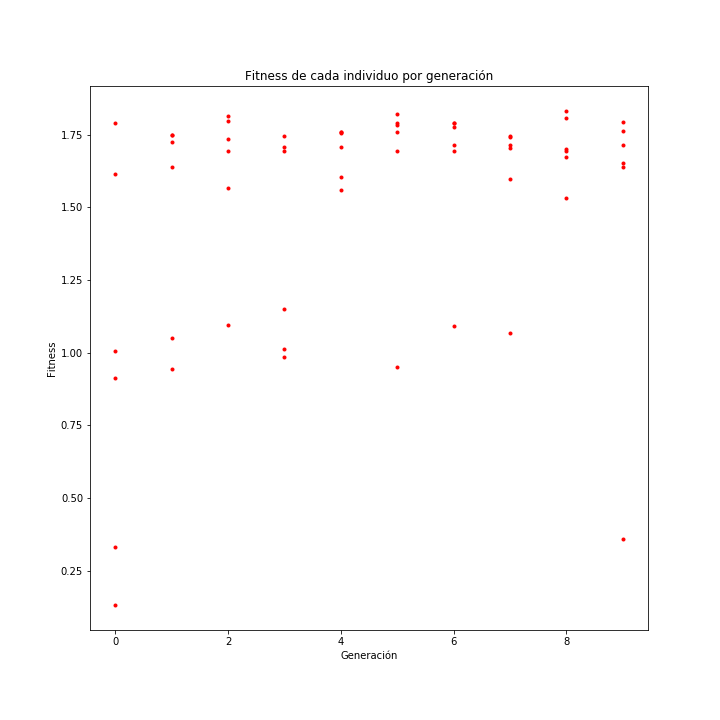 Fitness de cada individuo por generación
1.75
1.50
1.25
1.00
0.75
0.50
0.25
Fitness
0 2 4 6 8
Generación